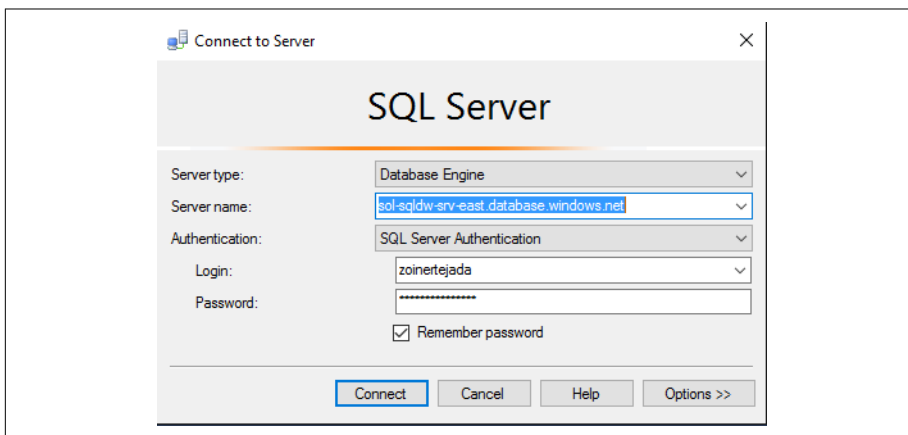 Connect to Server
SQL Server
Server type: Database Engine
Server name: sol-sqldw-srv-east.database.windows.net
Authentication: SQL Server Authentication
Login: zoinertejada
Password: ***************
Remember password
Connect Cancel Help Options >>